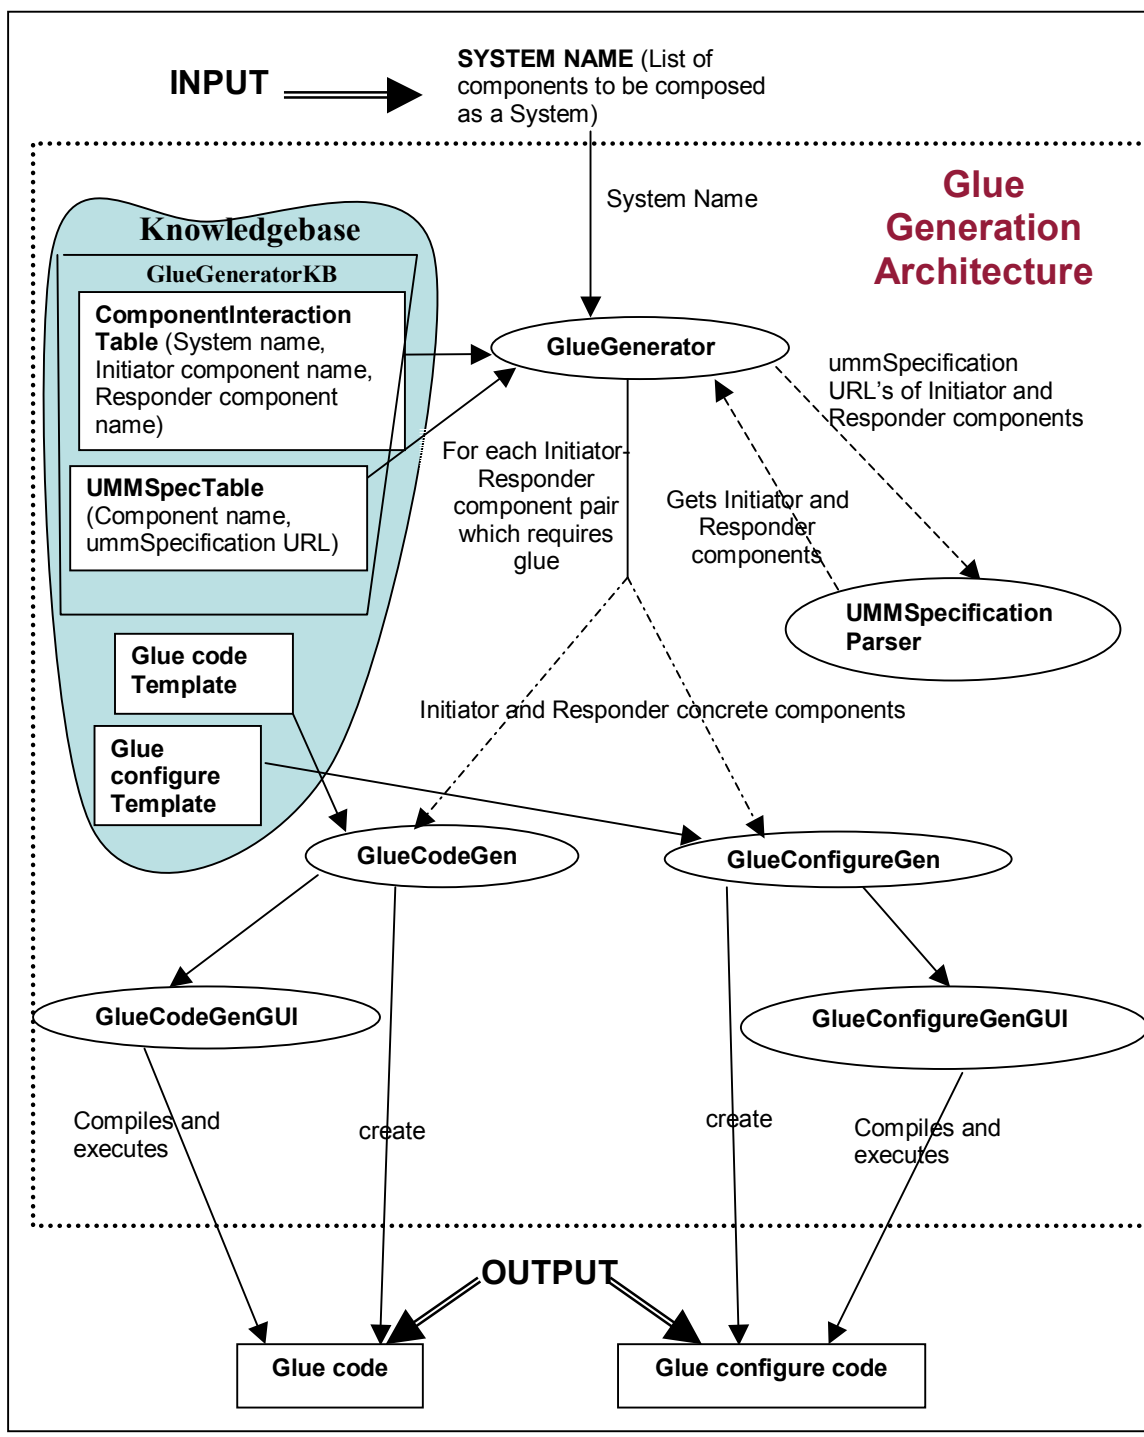 INPUT
SYSTEM NAME (List of
components to be composed
as a System)
System Name
Glue
Generation
Architecture
Knowledgebase
GlueGeneratorKB
ComponentInteraction
Table (System name,
Initiator component name,
Responder component
name)
UMMSpecTable
(Component name,
ummSpecification URL)
GlueGenerator
ummSpecification
URL's of Initiator and
Responder components
For each Initiator-
Responder
component pair
which requires
glue
Gets Initiator and
Responder
components
UMMSpecification
Parser
Glue code
Template
Initiator and Responder concrete components
Glue
configure
Template
GlueCodeGen
GlueConfigureGen
GlueCodeGenGUI
GlueConfigureGenGUI
Compiles and
executes
create
create
Compiles and
executes
OUTPUT
Glue code
Glue configure code